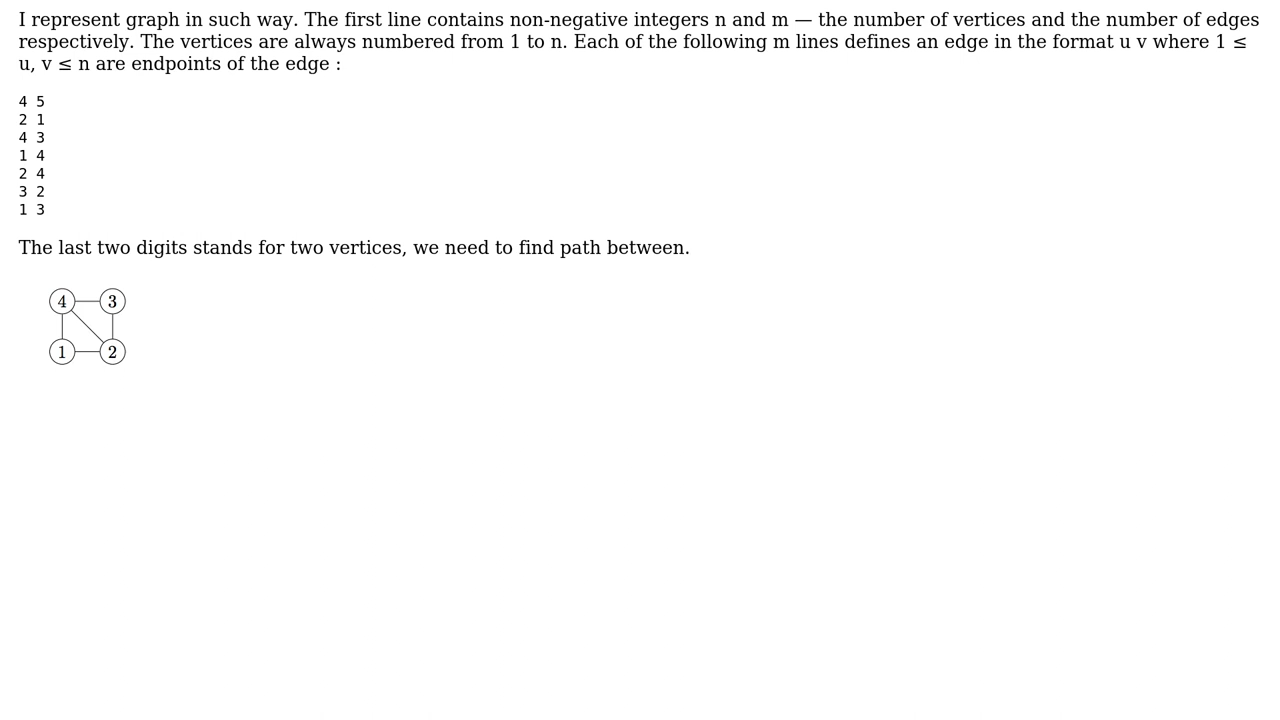 I represent graph in such way. The first line contains non-negative integers n and m — the number of vertices and the number of edges
respectively. The vertices are always numbered from 1 to n. Each of the following m lines defines an edge in the format u v where 1 ≤
u, v ≤ n are endpoints of the edge :
4 5
2 1
4 3
1 4
2 4
3 2
1 3
The last two digits stands for two vertices, we need to find path between.
4 3
1 2